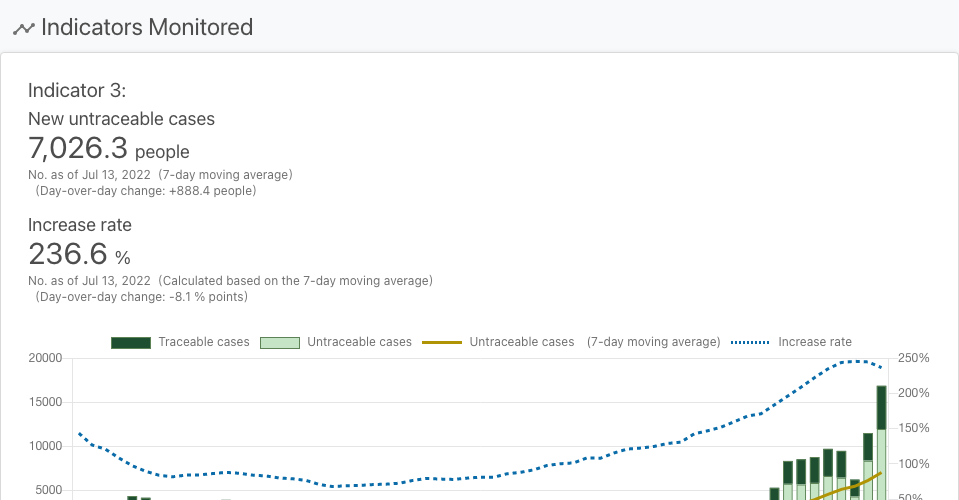 Indicators Monitored
Indicator 3:
New untraceable cases
7,026.3 people
No. as of Jul 13, 2022 (7-day moving average)
(Day-over-day change: +888.4 people)
Increase rate
236.6 %
No. as of Jul 13, 2022 (Calculated based on the 7-day moving average)
(Day-over-day change: -8.1 % points)
Traceable cases Untraceable cases Untraceable cases (7-day moving average) Increase rate
20000 250%
200%
15000
150%
10000
100%
5000
50%